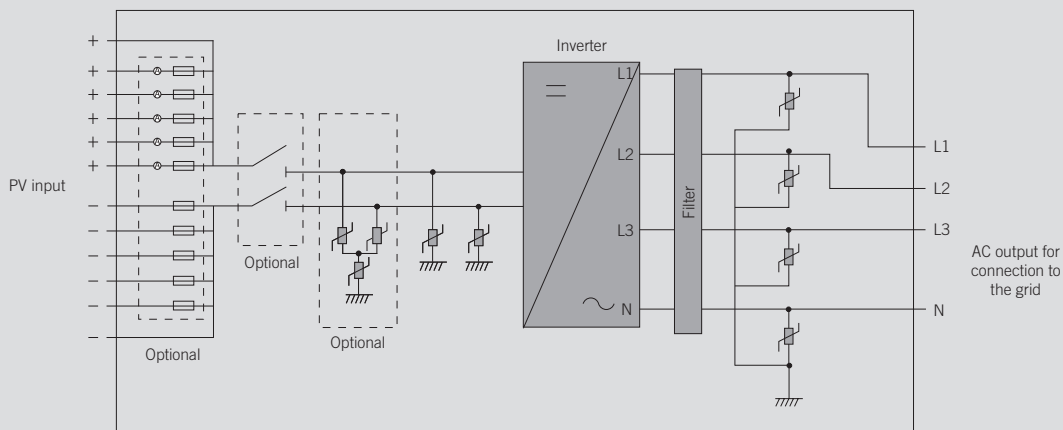 Inverter
+
+
+
+
+
+
PV input
−
−
−
−
−
−
A
A
A
A
A
Optional
Optional
Optional
L1
L2
L3
N
Filter
L1
L2
L3
N
AC output for
connection to
the grid